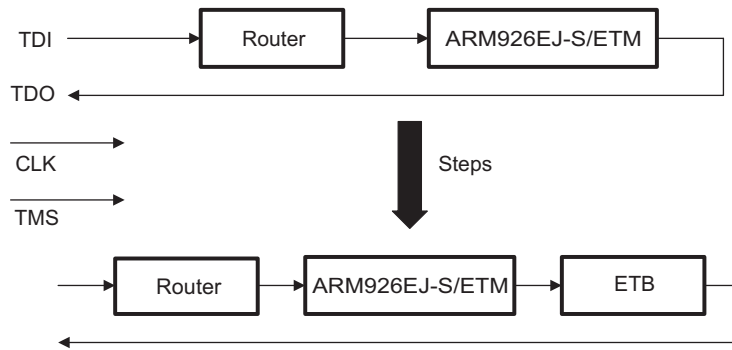 TDI
Router
ARM926EJ-S/ETM
TDO
CLK
Steps
TMS
Router
ARM926EJ-S/ETM
ETB